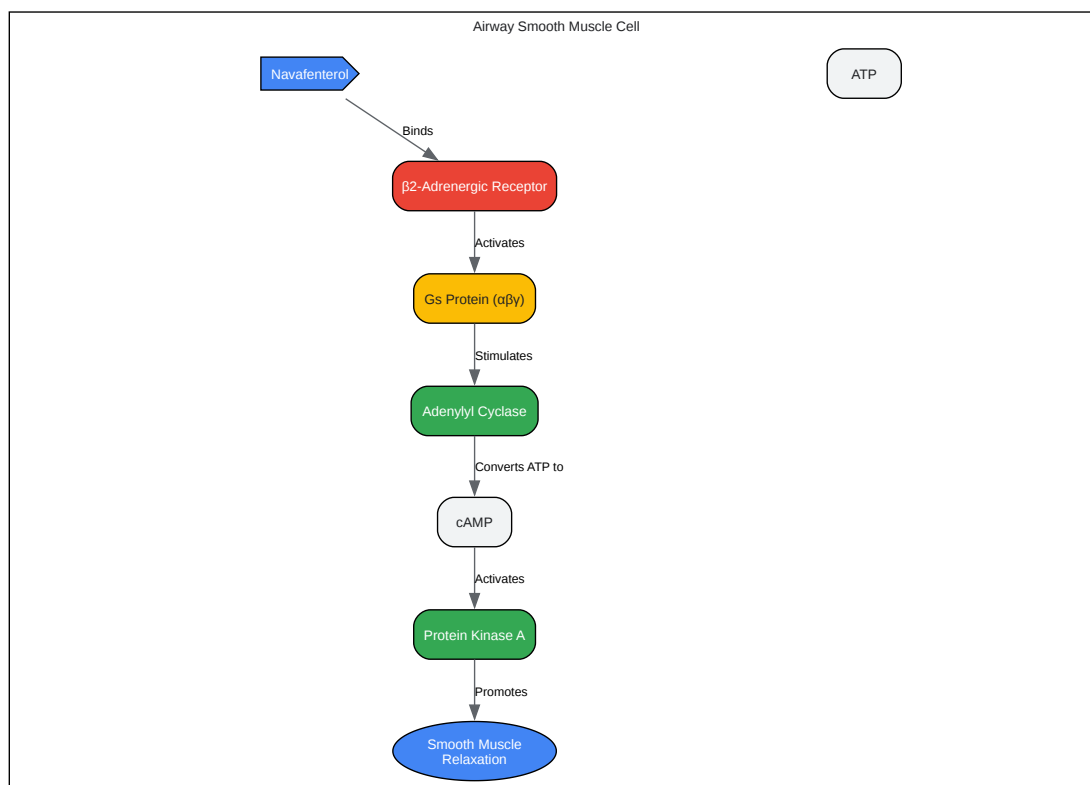 Airway Smooth Muscle Cell
Navafenterol
ATP
Binds
β2-Adrenergic Receptor
Activates
Gs Protein (αβγ)
Stimulates
Adenylyl Cyclase
Converts ATP to
cAMP
Activates
Protein Kinase A
Promotes
Smooth Muscle
Relaxation